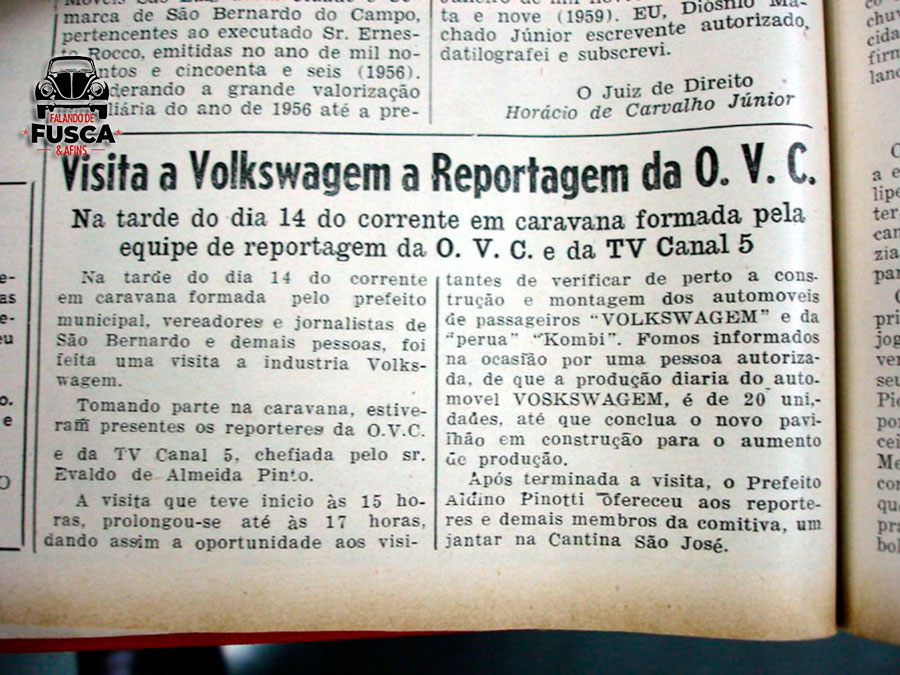 marca de São Bernardo do Campo,
pertencentes ao executado Sr. Ernes-
Rocco, emitidas no ano de mil no-
ntos e cincoenta e seis (1956).
derando a grande valorização
liária do ano de 1956 até a pre-
ta e nove (1959). EU, Diósnio Ma-
chado Júnior escrevente autorizado,
datilografei e subscrevi.
O Juiz de Direito
Horácio de Carvalho Júnior
FALANDO DE
FUSCA
& AFINS
Visita a Volkswagem a Reportagem da O. V. C.
Na tarde do dia 14 do corrente em caravana formada pela
equipe de reportagem da O. V. C. e da TV Canal 5
Na tarde do dia 14 do corrente
em caravana formada pelo prefeito
municipal, vereadores e jornalistas de
São Bernardo e demais pessoas, foi
feita uma visita a industria Volks-
wagem.
Tomando parte na caravana, estive-
ram presentes os reporteres da O.V.C.
e da TV Canal 5, chefiada pelo sr.
Evaldo de Almeida Pinto.
A visita que teve inicio às 15 ho-
ras, prolongou-se até às 17 horas,
dando assim a oportunidade aos visi-
tantes de verificar de perto a cons-
trução e montagem dos automoveis
de passageiros "VOLKSWAGEM" e da
"perua" "Kombi". Fomos informados
na ocasião por uma pessoa autoriza-
da, de que a produção diaria do auto-
movel VOSKSWAGEM, é de 20 uni-
dades, até que conclua o novo pavi-
lhão em construção para o aumento
de produção.
Após terminada a visita, o Prefeito
Aldino Pinotti ofereceu aos reporte-
res e demais membros da comitiva, um
jantar na Cantina São José.